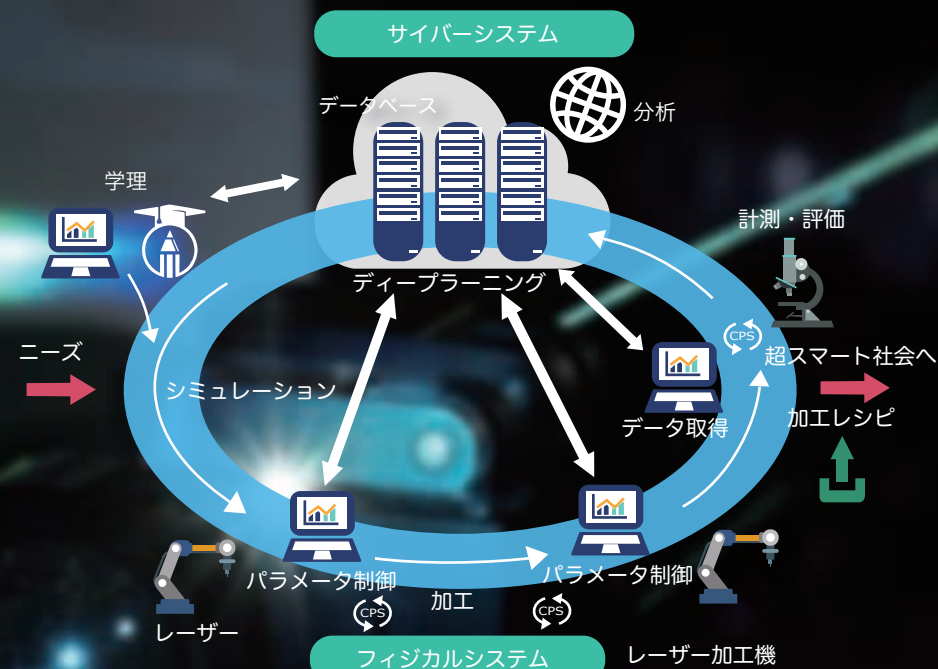 サイバーシステム
データベース
分析
学理
計測・評価
ディープラーニング
ニーズ
CPS
超スマート社会へ
シミュレーション
加工レシピ
データ取得
パラメータ制御
パラメータ制御
加工
CPS
CPS
レーザー
フィジカルシステム
レーザー加工機